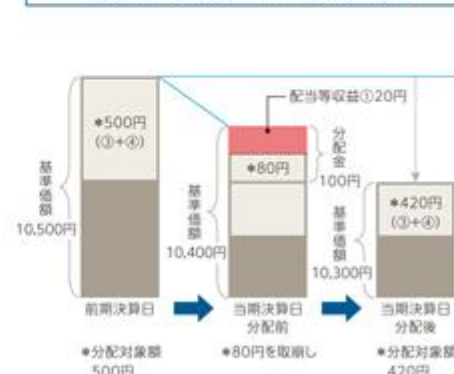 配当等収益①20円
*500円
(③+④)
*80円
分配金
100円
*420円
(③+④)
基準価額
10,500円
基準価額
10,400円
基準価額
10,300円
前期決算日
当期決算日
分配前
当期決算日
分配後
*分配対象額
500円
*80円を取崩し
*分配対象額
420円